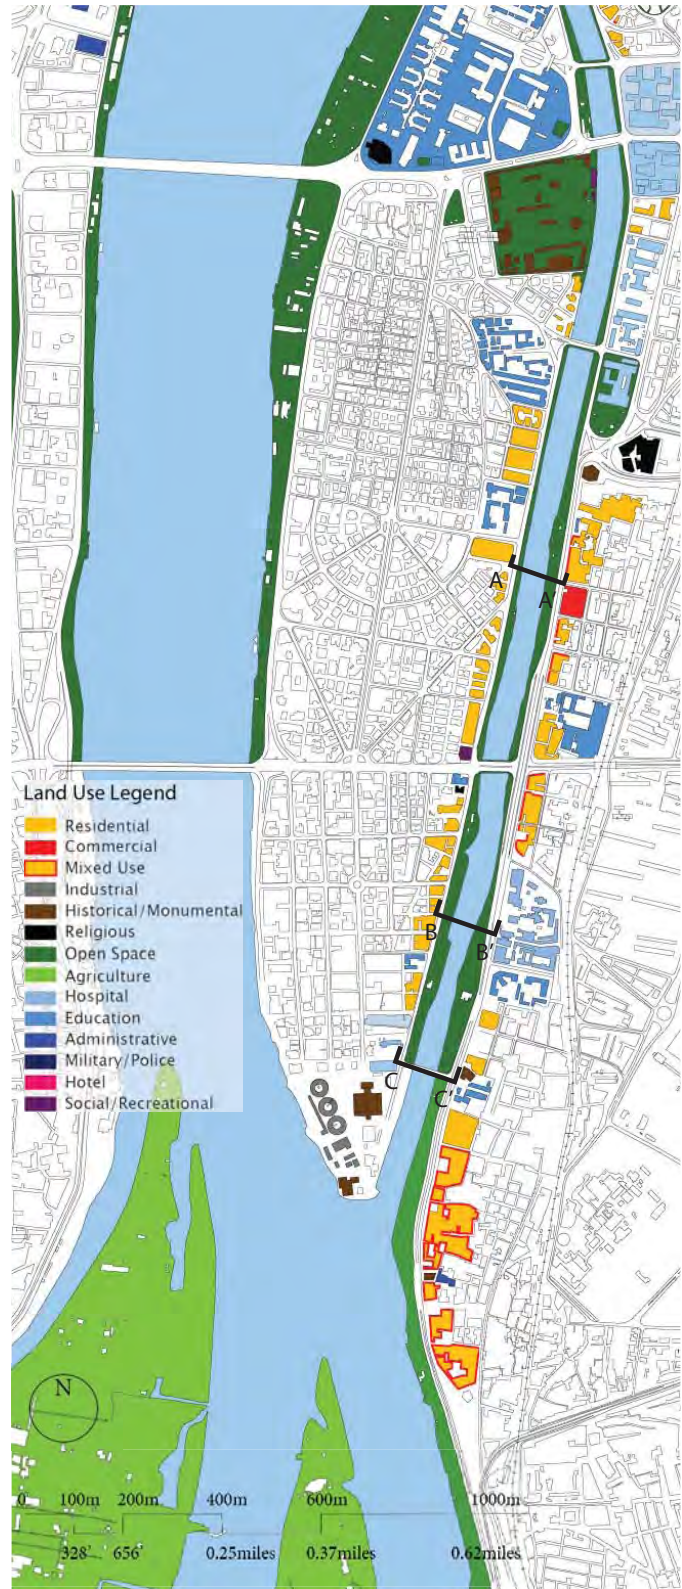 A
A'
Land Use Legend
Residential
Commercial
Mixed Use
Industrial
Historical/Monumental
Religious
Open Space
Agriculture
Hospital
Education
Administrative
Military/Police
Hotel
Social/Recreational
B
B'
C
C'
N
0 100m 200m 400m 600m 1000m
328' 656' 0.25miles 0.37miles 0.62miles